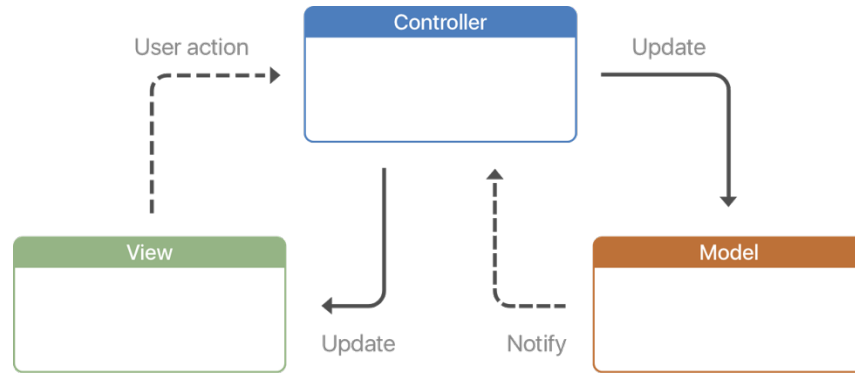 Controller
User action
Update
View
Model
Update
Notify